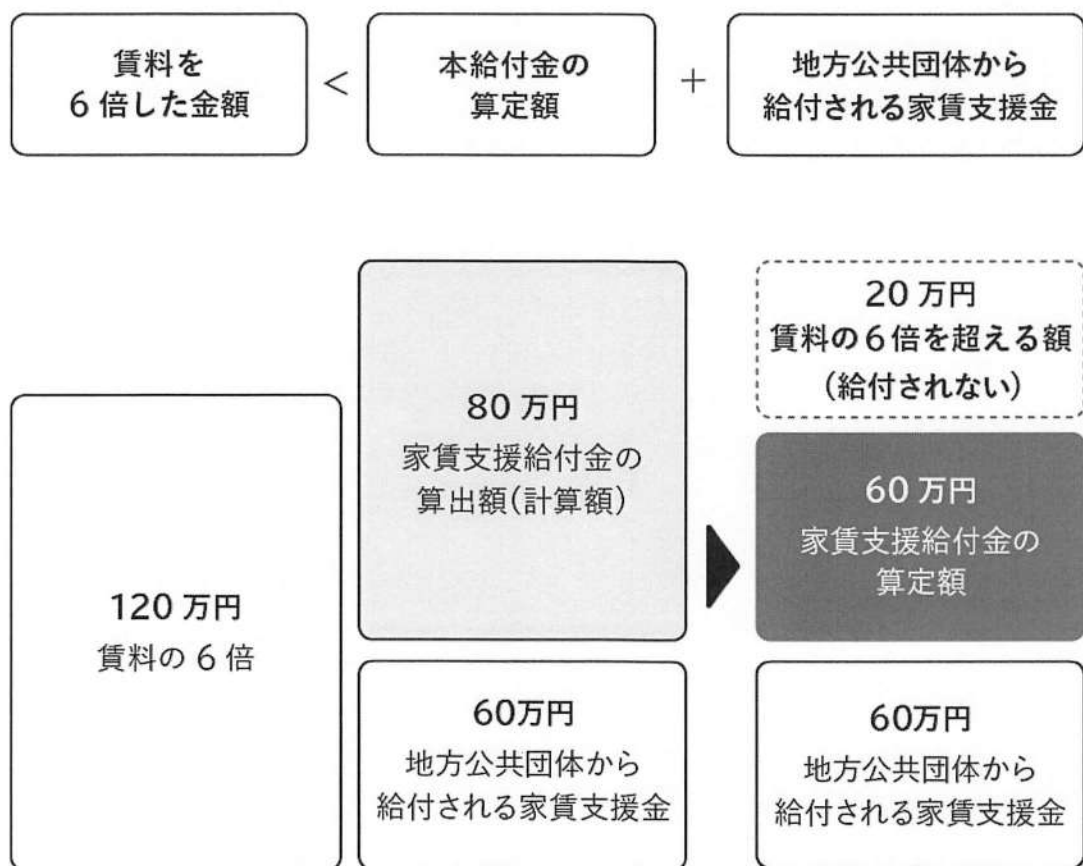 賃料を
6倍した金額
<
本給付金の
算定額
+
地方公共団体から
給付される家賃支援金
20万円
賃料の6倍を超える額
(給付されない)
80万円
家賃支援給付金の
算出額(計算額)
60万円
家賃支援給付金の
算定額
120万円
賃料の6倍
60万円
地方公共団体から
給付される家賃支援金
60万円
地方公共団体から
給付される家賃支援金